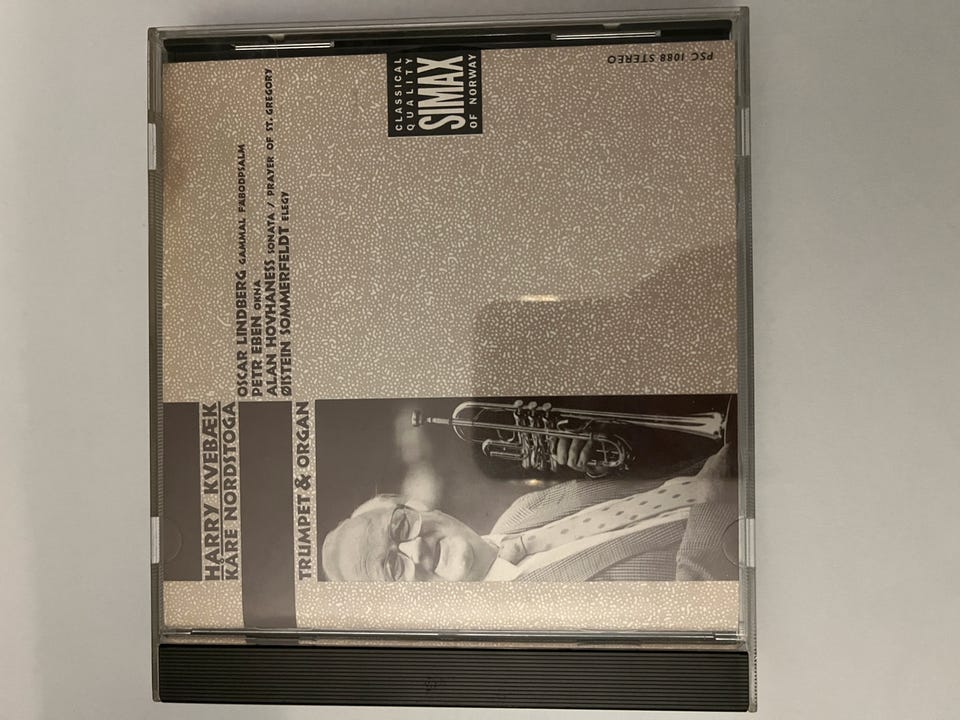 HARRY KVEBÆK
KÅRE NORDSTOGA
OSCAR LINDBERG GAMMAL FÄBODPSALM
PETR EBEN OKNA
ALAN HOVHANESS SONATA / PRAYER OF ST. GREGORY
ØISTEIN SOMMERFELDT ELEGY
TRUMPET & ORGAN
CLASSICAL
QUALITY
SIMAX
OF NORWAY
PSC 1088 STEREO